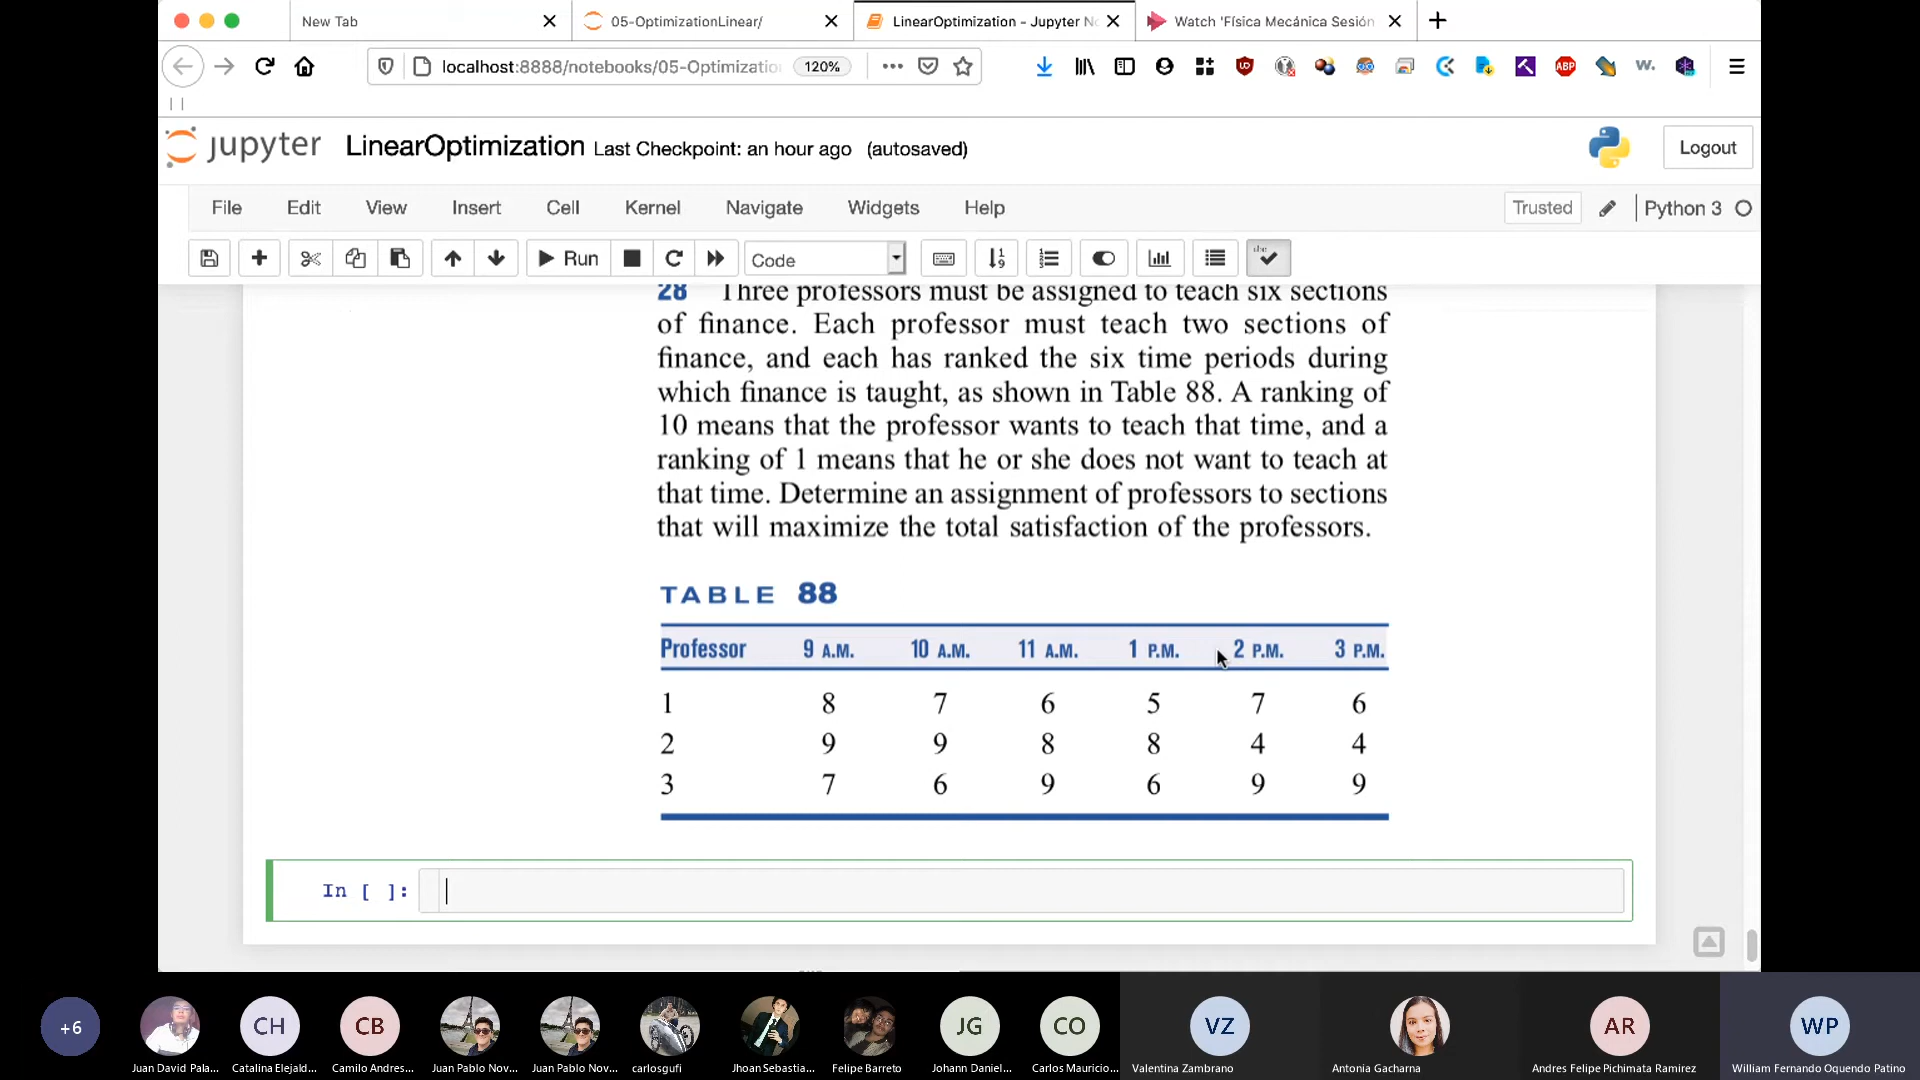 New Tab
05-OptimizationLinear/
LinearOptimization - Jupyter N
Watch 'Física Mecánica Sesión
localhost:8888/notebooks/05-Optimizatio
120%
jupyter LinearOptimization Last Checkpoint: an hour ago (autosaved)
Logout
File Edit View Insert Cell Kernel Navigate Widgets Help
Trusted
Python 3
Run
Code
28 Three professors must be assigned to teach six sections
of finance. Each professor must teach two sections of
finance, and each has ranked the six time periods during
which finance is taught, as shown in Table 88. A ranking of
10 means that the professor wants to teach that time, and a
ranking of 1 means that he or she does not want to teach at
that time. Determine an assignment of professors to sections
that will maximize the total satisfaction of the professors.
TABLE 88
Professor 9 A.M. 10 A.M. 11 A.M. 1 P.M. 2 P.M. 3 P.M.
1 8 7 6 5 7 6
2 9 9 8 8 4 4
3 7 6 9 6 9 9
In [ ]:
+6
CH
CB
JG
CO
VZ
AR
WP
Juan David Pala...
Catalina Elejald...
Camilo Andres...
Juan Pablo Nov...
Juan Pablo Nov...
carlosgufi
Jhoan Sebastia...
Felipe Barreto
Johann Daniel...
Carlos Mauricio...
Valentina Zambrano
Antonia Gacharna
Andres Felipe Pichimata Ramirez
William Fernando Oquendo Patino